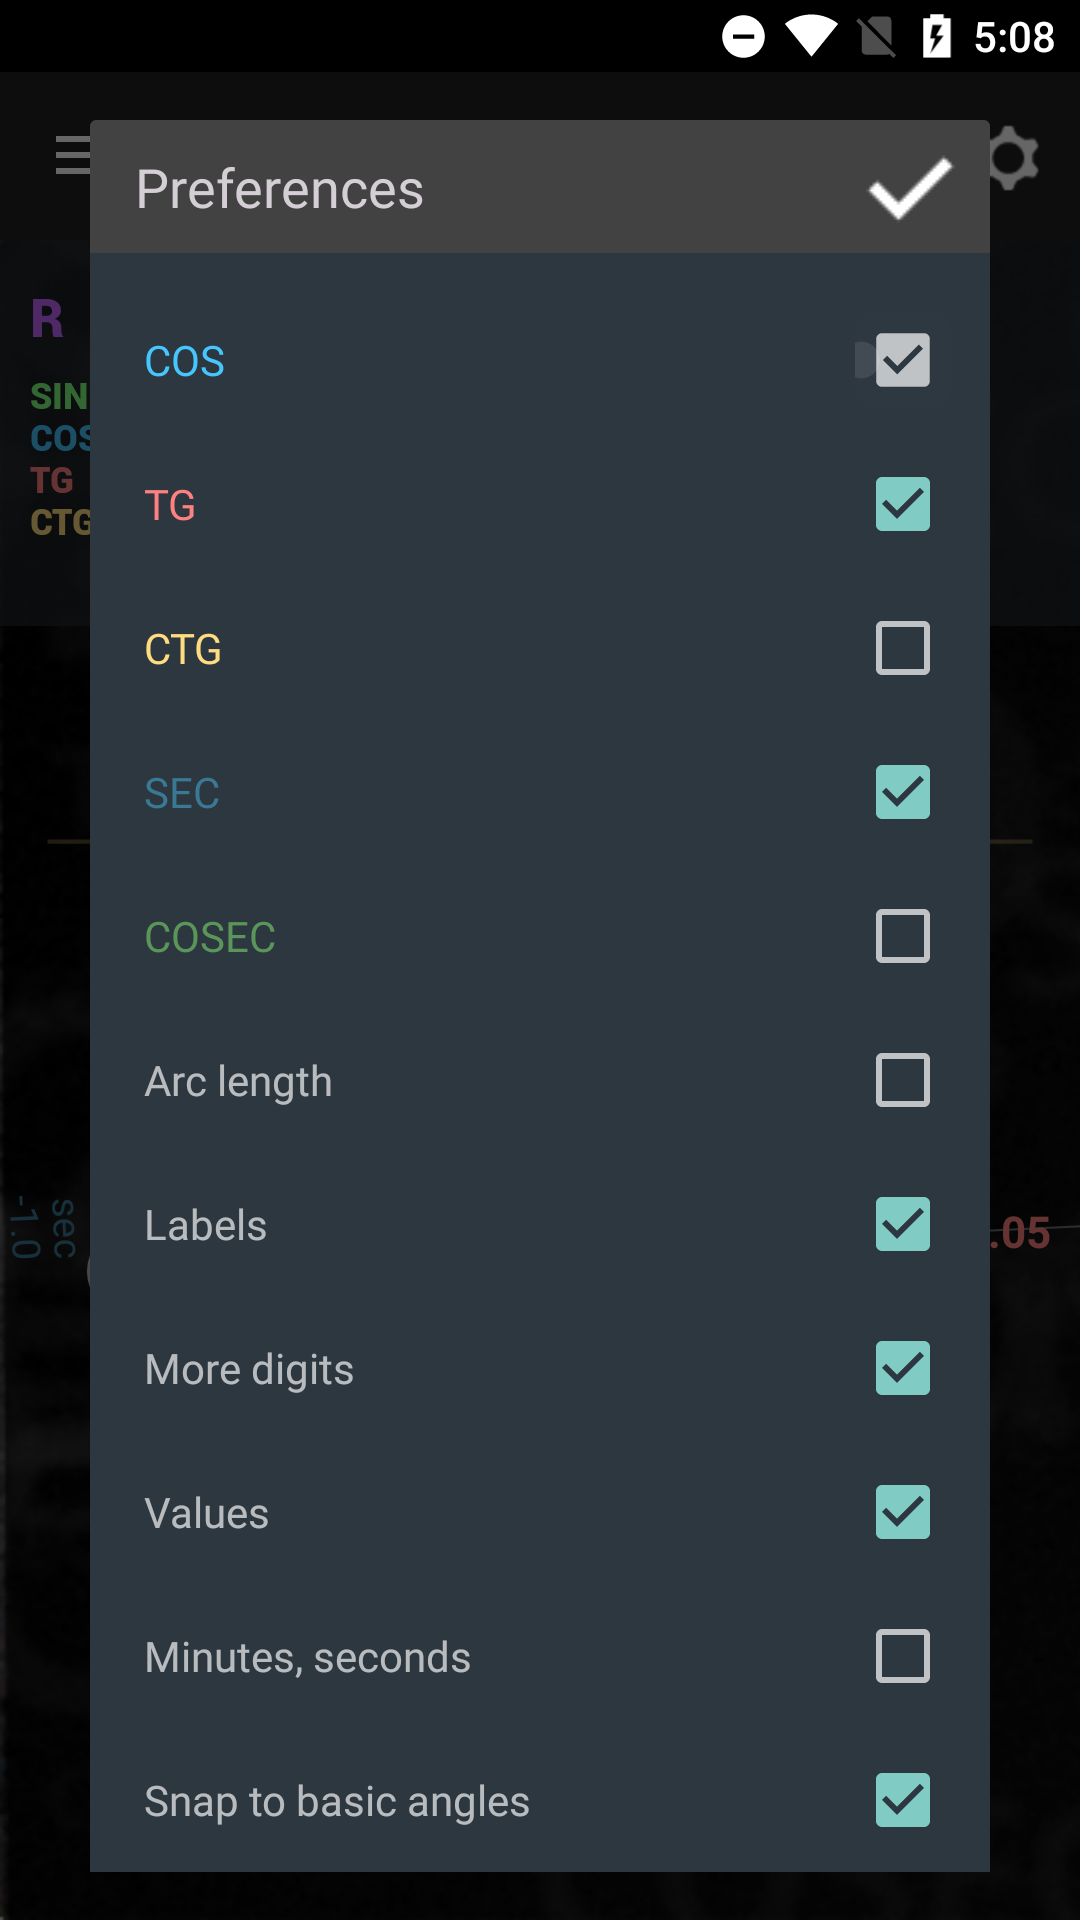 5:08
Preferences
R
SIN
COS
TG
CTG
COS
TG
CTG
SEC
COSEC
Arc length
Labels
More digits
Values
Minutes, seconds
Snap to basic angles
sec
-1.0
.05